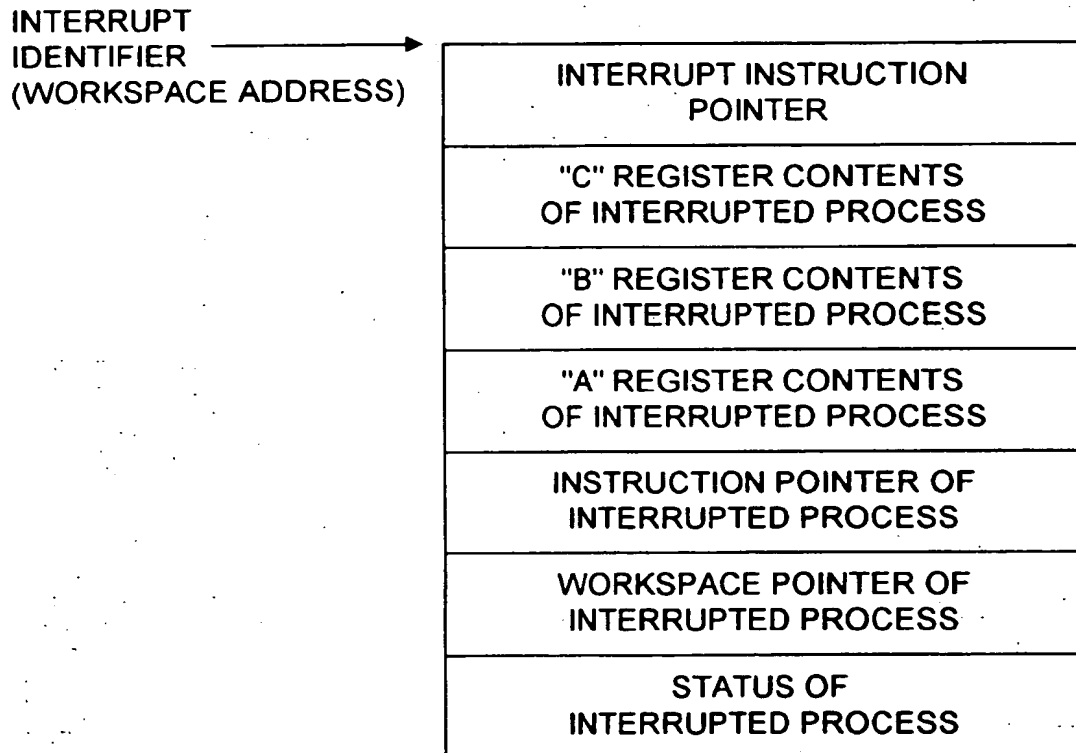 INTERRUPT
IDENTIFIER
(WORKSPACE ADDRESS)
INTERRUPT INSTRUCTION
POINTER
"C" REGISTER CONTENTS
OF INTERRUPTED PROCESS
"B" REGISTER CONTENTS
OF INTERRUPTED PROCESS
"A" REGISTER CONTENTS
OF INTERRUPTED PROCESS
INSTRUCTION POINTER OF
INTERRUPTED PROCESS
WORKSPACE POINTER OF
INTERRUPTED PROCESS
STATUS OF
INTERRUPTED PROCESS